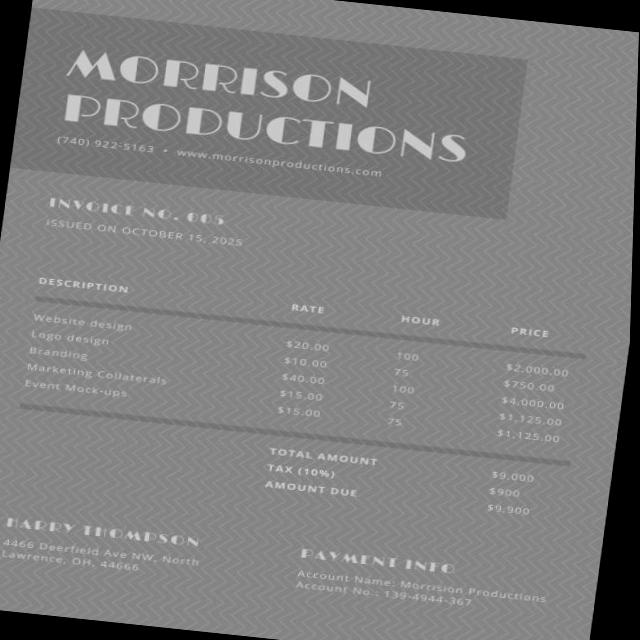 MORRISON
PRODUCTIONS
(740) 922-5163 • www.morrisonproductions.com
INVOICE NO. 005
ISSUED ON OCTOBER 15, 2025
DESCRIPTION RATE HOUR PRICE
Website design $20.00 100 $2,000.00
Logo design $10.00 75 $750.00
Branding $40.00 100 $4,000.00
Marketing Collaterals $15.00 75 $1,125.00
Event Mock-ups $15.00 75 $1,125.00
TOTAL AMOUNT $9,000
TAX (10%) $900
AMOUNT DUE $9,900
HARRY THOMPSON
4466 Deerfield Ave NW, North
Lawrence, OH, 44666
PAYMENT INFO
Account Name: Morrision Productions
Account No.: 139-4944-367